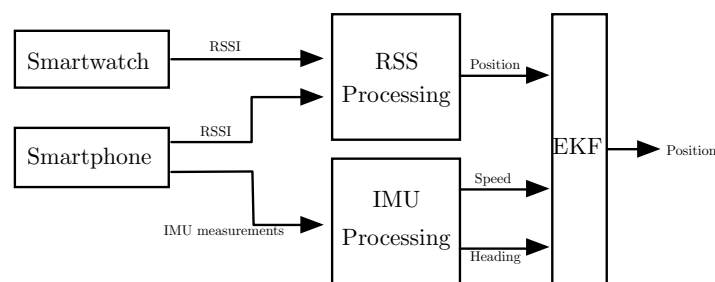 Smartwatch
RSSI
RSS
Processing
Position
Smartphone
RSSI
IMU measurements
IMU
Processing
Speed
Heading
EKF
Position